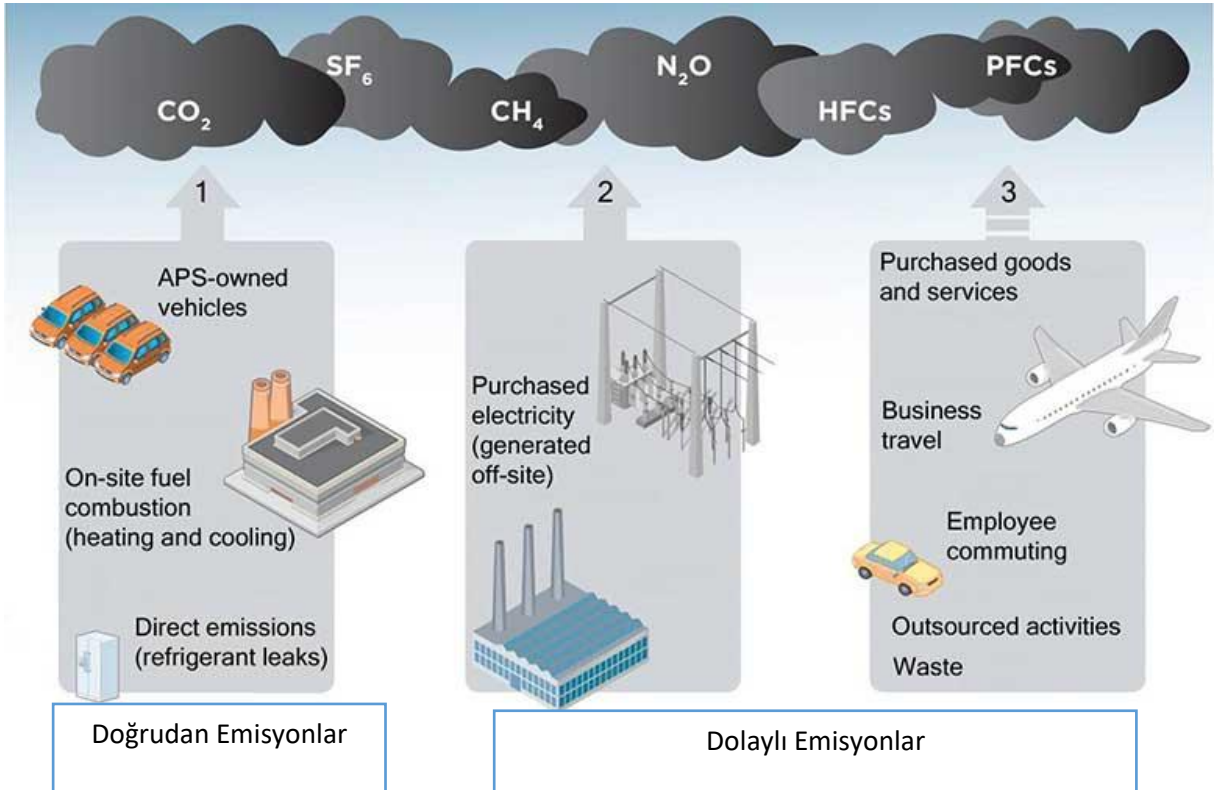 SF6
N2O
PFCs
CO2
CH4
HFCs
1
2
3
APS-owned
vehicles
On-site fuel
combustion
(heating and cooling)
Direct emissions
(refrigerant leaks)
Purchased
electricity
(generated
off-site)
Purchased goods
and services
Business
travel
Employee
commuting
Outsourced activities
Waste
Doğrudan Emisyonlar
Dolaylı Emisyonlar